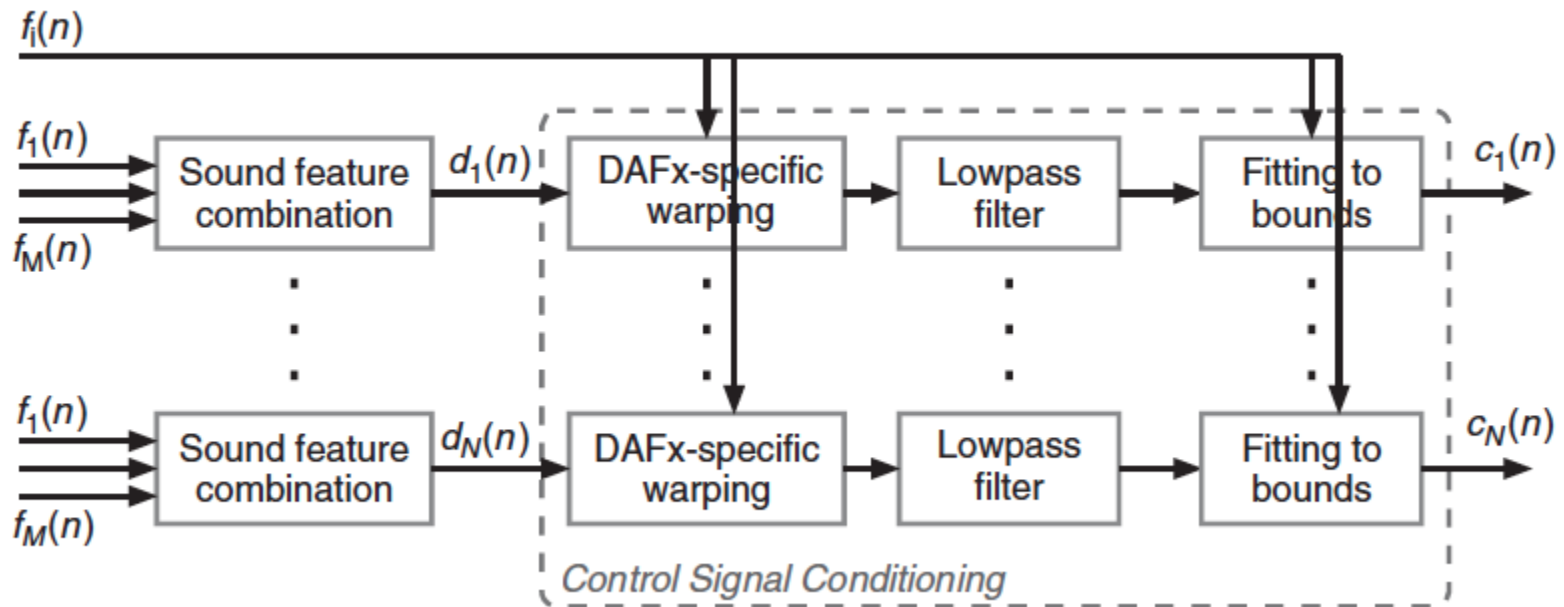 fi(n)
f1(n)
fM(n)
Sound feature
combination
d1(n)
DAFx-specific
warping
Lowpass
filter
Fitting to
bounds
c1(n)
f1(n)
fM(n)
Sound feature
combination
dN(n)
DAFx-specific
warping
Lowpass
filter
Fitting to
bounds
cN(n)
Control Signal Conditioning